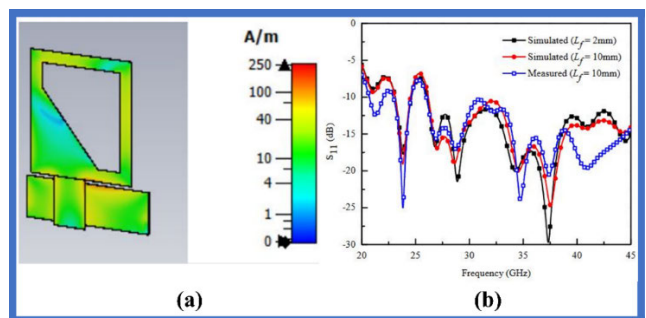 A/m
250
100
40
10
4
1
0
(a)
Simulated (Lf= 2mm)
Simulated (Lf= 10mm)
Measured (Lf= 10mm)
S11 (dB)
-5
-10
-15
-20
-25
-30
20 25 30 35 40 45
Frequency (GHz)
(b)